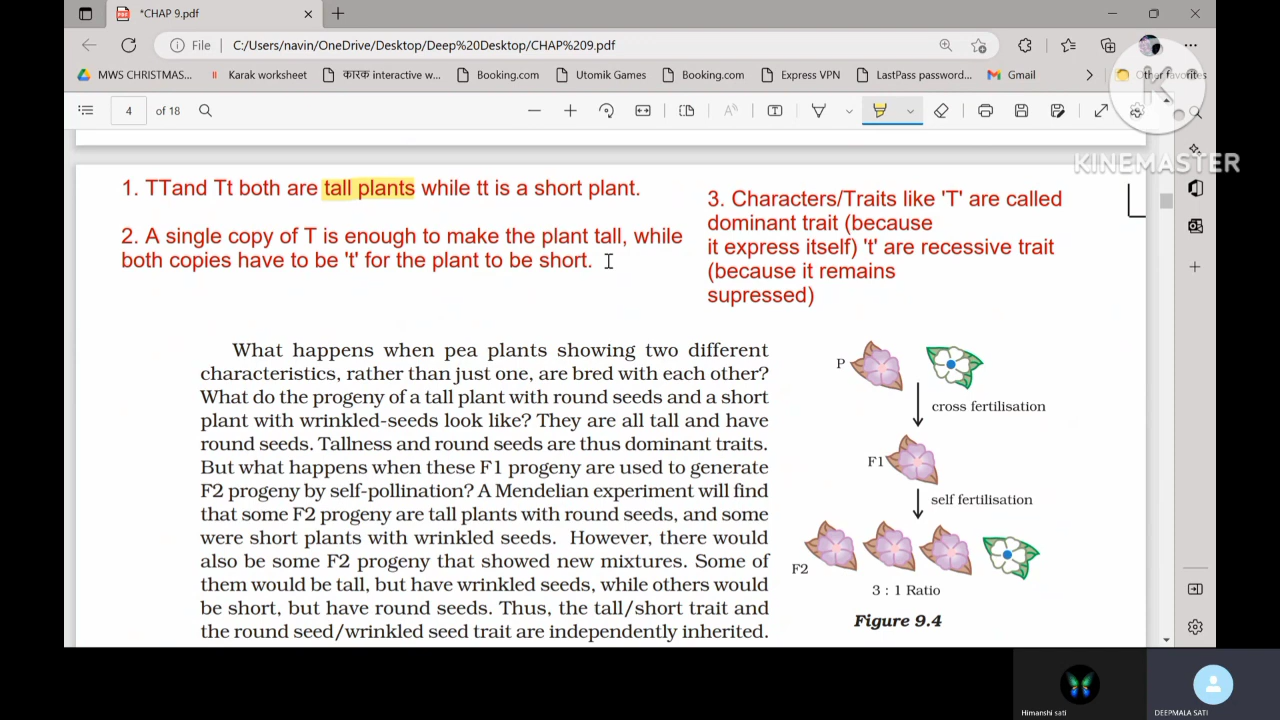 *CHAP 9.pdf
File
C:/Users/navin/OneDrive/Desktop/Deep%20Desktop/CHAP%209.pdf
MWS CHRISTMAS...
Karak worksheet
कारक interactive w...
Booking.com
Utomik Games
Booking.com
Express VPN
LastPass password...
Gmail
Other favorites
4
of 18
K
KINEMASTER
1. TTand Tt both are tall plants while tt is a short plant.
2. A single copy of T is enough to make the plant tall, while
both copies have to be 't' for the plant to be short.
3. Characters/Traits like 'T' are called
dominant trait (because
it express itself) 't' are recessive trait
(because it remains
supressed)
What happens when pea plants showing two different
characteristics, rather than just one, are bred with each other?
What do the progeny of a tall plant with round seeds and a short
plant with wrinkled-seeds look like? They are all tall and have
round seeds. Tallness and round seeds are thus dominant traits.
But what happens when these F1 progeny are used to generate
F2 progeny by self-pollination? A Mendelian experiment will find
that some F2 progeny are tall plants with round seeds, and some
were short plants with wrinkled seeds. However, there would
also be some F2 progeny that showed new mixtures. Some of
them would be tall, but have wrinkled seeds, while others would
be short, but have round seeds. Thus, the tall/short trait and
the round seed/wrinkled seed trait are independently inherited.
P
cross fertilisation
F1
self fertilisation
F2
3 : 1 Ratio
Figure 9.4
Himanshi sati
DEEPMALA SATI